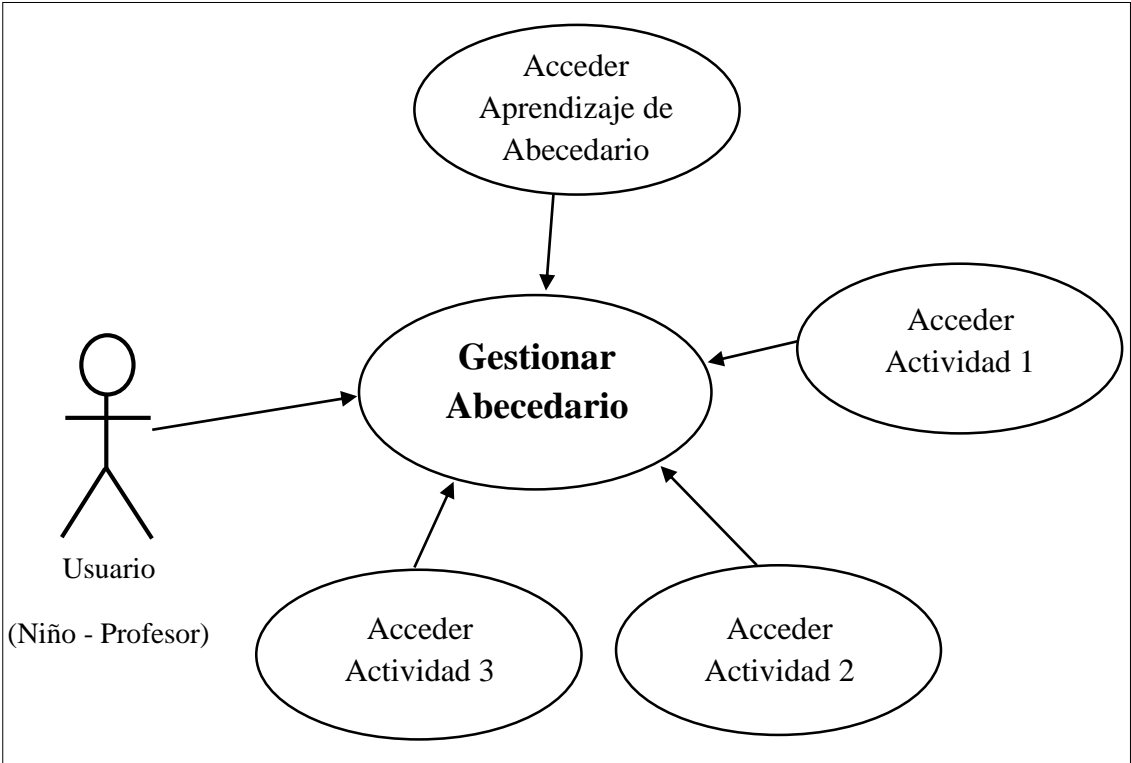 Acceder
Aprendizaje de
Abecedario
Acceder
Actividad 1
Gestionar
Abecedario
Usuario
(Niño - Profesor)
Acceder
Actividad 3
Acceder
Actividad 2